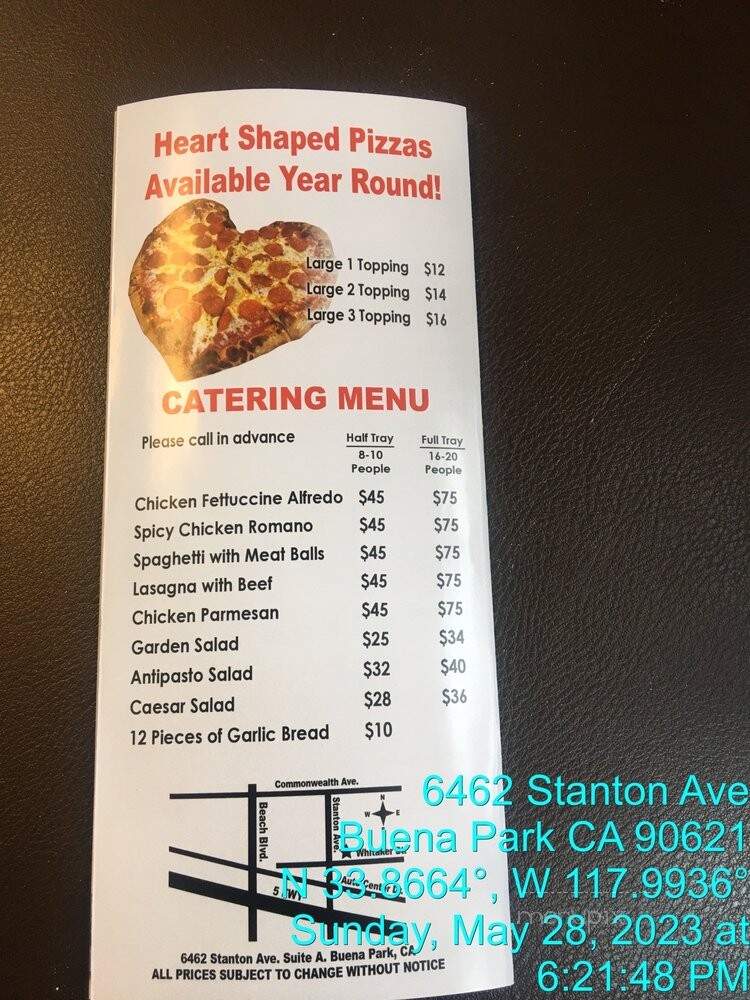 Heart Shaped Pizzas
Available Year Round!
Large 1 Topping $12
Large 2 Topping $14
Large 3 Topping $16
CATERING MENU
Please call in advance Half Tray Full Tray
8-10 16-20
People People
Chicken Fettuccine Alfredo $45 $75
Spicy Chicken Romano $45 $75
Spaghetti with Meat Balls $45 $75
Lasagna with Beef $45 $75
Chicken Parmesan $45 $75
Garden Salad $25 $34
Antipasto Salad $32 $40
Caesar Salad $28 $36
12 Pieces of Garlic Bread $10
Commonwealth Ave.
Beach Blvd.
Stanton Ave.
N
W E
Whitaker
Auto Center
5
6462 Stanton Ave. Suite A. Buena Park, CA
ALL PRICES SUBJECT TO CHANGE WITHOUT NOTICE
6462 Stanton Ave
Buena Park CA 90621
N 33.8664°, W 117.9936°
Sunday, May 28, 2023 at
6:21:48 PM